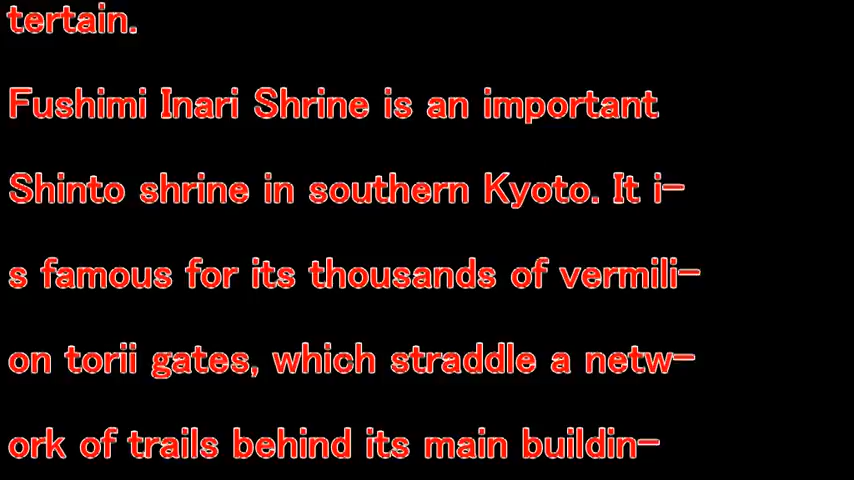 tertain.
Fushimi Inari Shrine is an important
Shinto shrine in southern Kyoto. It i-
s famous for its thousands of vermili-
on torii gates, which straddle a netw-
ork of trails behind its main buildin-